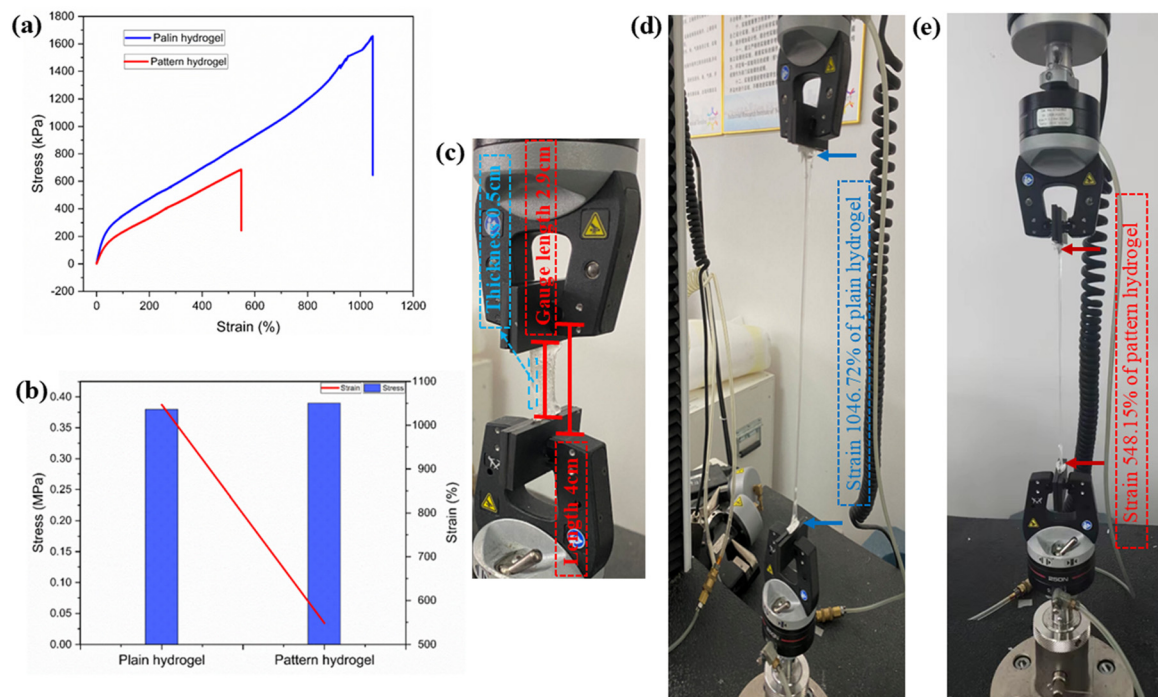 (a)
1800
1600
1400
1200
1000
800
600
400
200
0
-200
Stress (kPa)
Palin hydrogel
Pattern hydrogel
0
200
400
600
800
1000
1200
Strain (%)
(b)
0.40
0.35
0.30
0.25
0.20
0.15
0.10
0.05
0.00
Stress (MPa)
Strain
Stress
1100
1000
900
800
700
600
500
Strain (%)
Plain hydrogel
Pattern hydrogel
(c)
Thickness 0.5cm
Gauge length 2.9cm
Length 4cm
(d)
Strain 1046.72% of plain hydrogel
(e)
Strain 548.15% of pattern hydrogel
250N